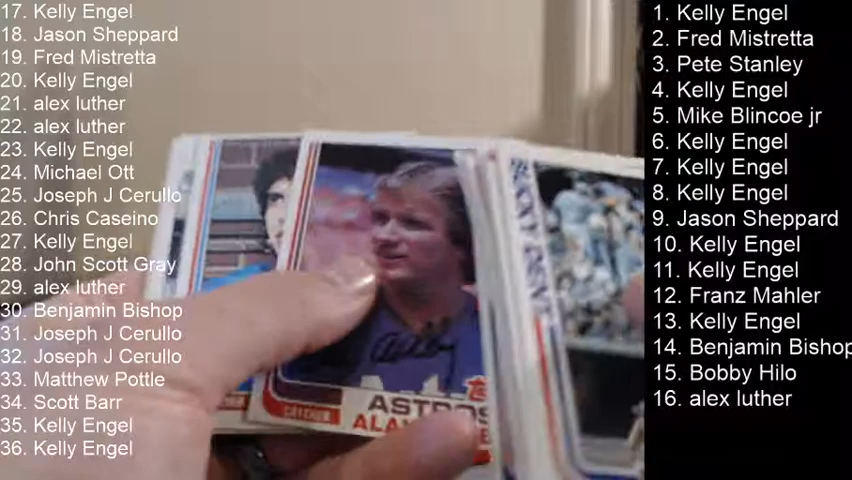 17. Kelly Engel
18. Jason Sheppard
19. Fred Mistretta
20. Kelly Engel
21. alex luther
22. alex luther
23. Kelly Engel
24. Michael Ott
25. Joseph J Cerullo
26. Chris Caseino
27. Kelly Engel
28. John Scott Gray
29. alex luther
30. Benjamin Bishop
31. Joseph J Cerullo
32. Joseph J Cerullo
33. Matthew Pottle
34. Scott Barr
35. Kelly Engel
36. Kelly Engel
CATCHER
ASTROS
BUCKY DENT
1. Kelly Engel
2. Fred Mistretta
3. Pete Stanley
4. Kelly Engel
5. Mike Blincoe jr
6. Kelly Engel
7. Kelly Engel
8. Kelly Engel
9. Jason Sheppard
10. Kelly Engel
11. Kelly Engel
12. Franz Mahler
13. Kelly Engel
14. Benjamin Bishop
15. Bobby Hilo
16. alex luther